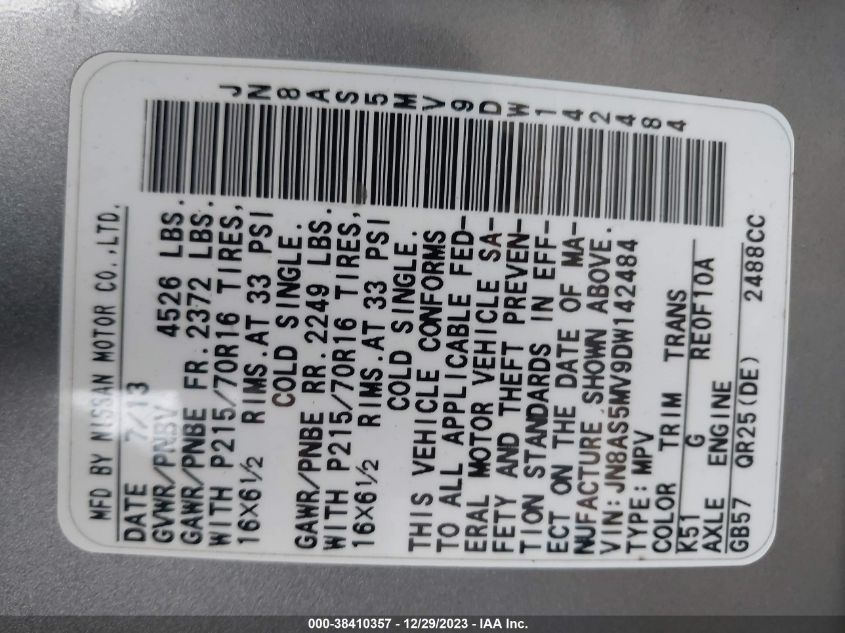 JN8AS5MV9DW142484
MFD BY NISSAN MOTOR CO.,LTD.
DATE 7/13
GVWR/PNBV 4526 LBS.
GAWR/PNBE FR. 2372 LBS.
WITH P215/70R16 TIRES,
16X6½ RIMS.AT 33 PSI
COLD SINGLE.
GAWR/PNBE RR. 2249 LBS.
WITH P215/70R16 TIRES,
16X6½ RIMS.AT 33 PSI
COLD SINGLE.
THIS VEHICLE CONFORMS
TO ALL APPLICABLE FED-
ERAL MOTOR VEHICLE SA-
FETY AND THEFT PREVEN-
TION STANDARDS IN EFF-
ECT ON THE DATE OF MA-
NUFACTURE SHOWN ABOVE.
VIN:JN8AS5MV9DW142484
TYPE:MPV
COLOR TRIM TRANS
K51 G RE0F10A
AXLE ENGINE
GB57 QR25(DE) 2488CC
000-38410357 - 12/29/2023 - IAA Inc.